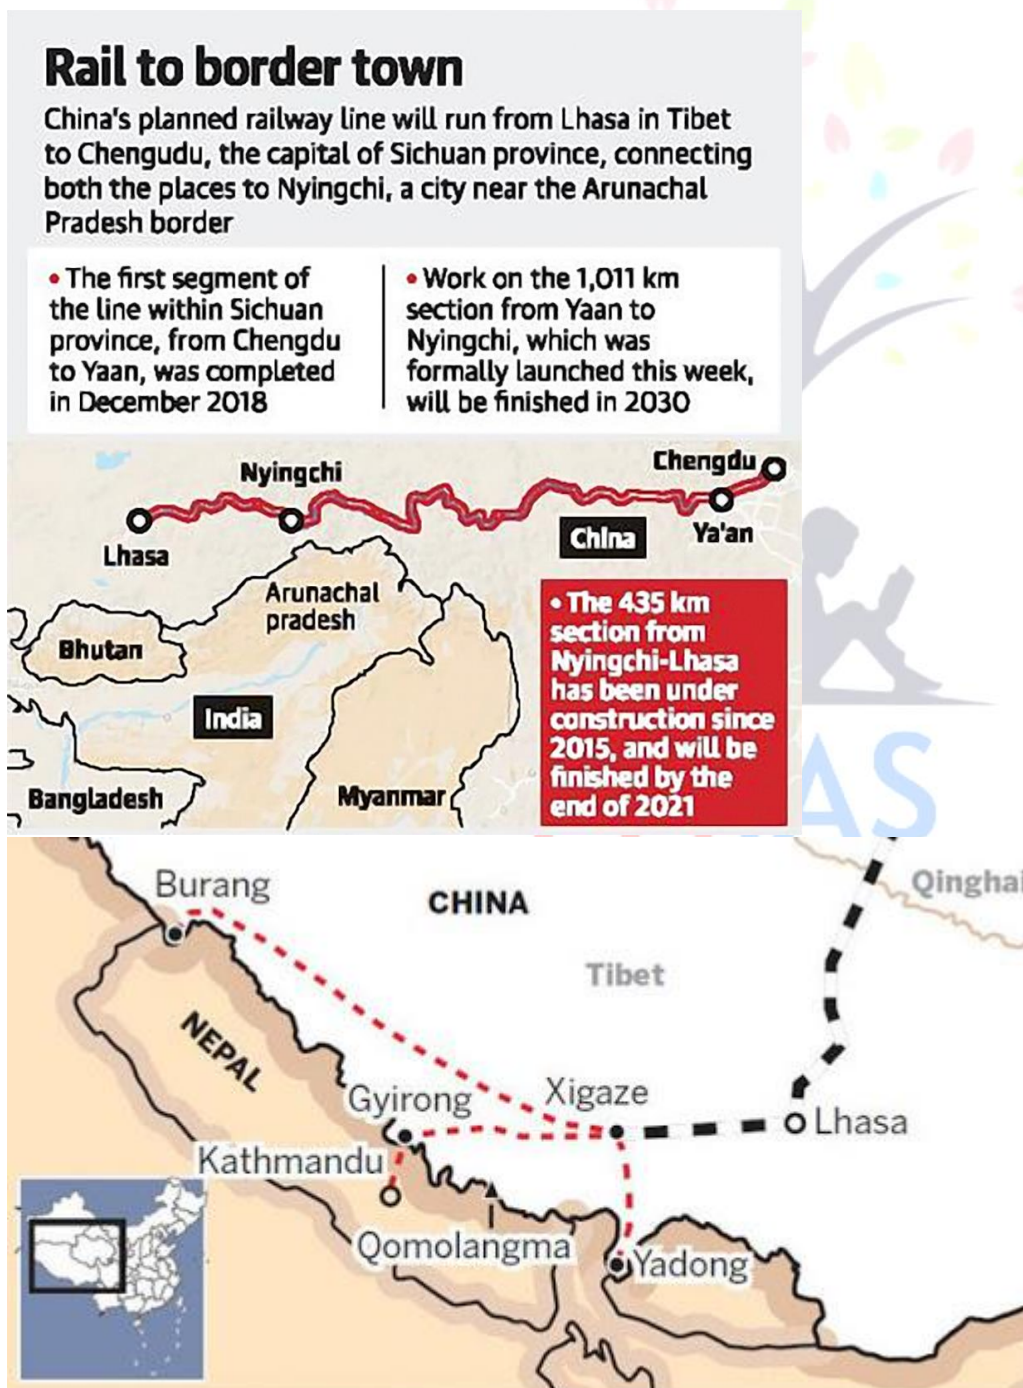 Rail to border town
China's planned railway line will run from Lhasa in Tibet
to Chengudu, the capital of Sichuan province, connecting
both the places to Nyingchi, a city near the Arunachal
Pradesh border
• The first segment of
the line within Sichuan
province, from Chengdu
to Yaan, was completed
in December 2018
• Work on the 1,011 km
section from Yaan to
Nyingchi, which was
formally launched this week,
will be finished in 2030
Chengdu
Nyingchi
Lhasa
China
Ya'an
Arunachal
pradesh
Bhutan
India
Bangladesh
Myanmar
• The 435 km
section from
Nyingchi-Lhasa
has been under
construction since
2015, and will be
finished by the
end of 2021
AS
Burang
CHINA
Qinghai
Tibet
NEPAL
Gyirong
Xigaze
Lhasa
Kathmandu
Qomolangma
Yadong